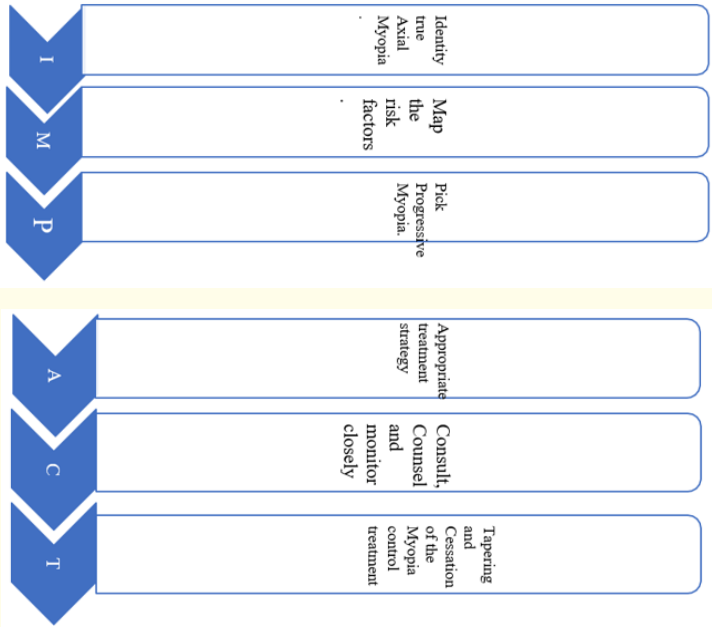 I
Identity
true
Axial
Myopia
.
M
Map
the
risk
factors
.
P
Pick
Progressive
Myopia.
A
Appropriate
treatment
strategy
C
Consult,
Counsel
and
monitor
closely
T
Tapering
and
Cessation
of the
Myopia
control
treatment